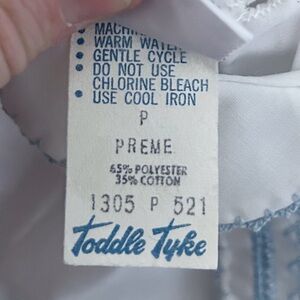 • MACHINE
• WARM WATER
• GENTLE CYCLE
• DO NOT USE
CHLORINE BLEACH
• USE COOL IRON
P
PREME
65% POLYESTER
35% COTTON
1305 P 521
Toddle Tyke